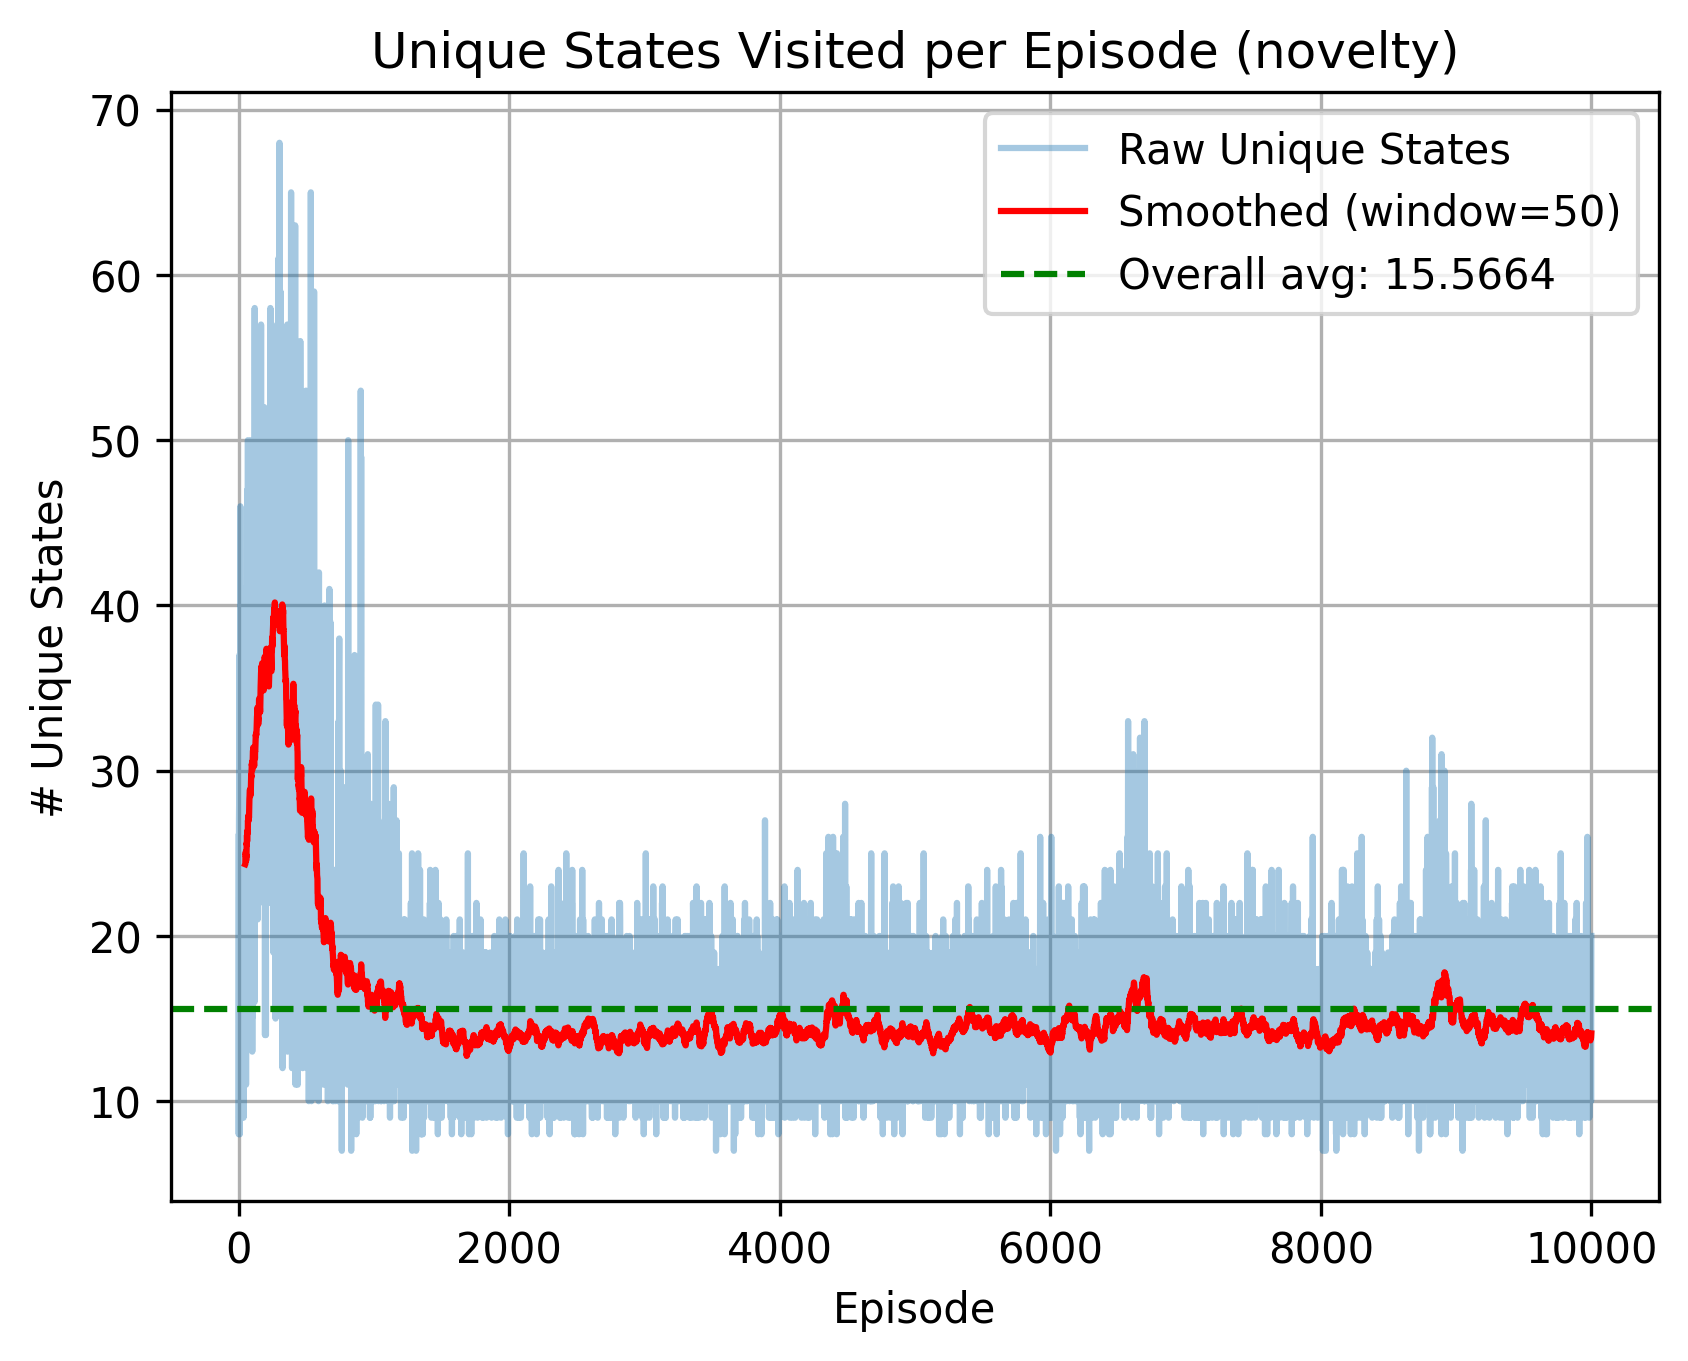 Unique States Visited per Episode (novelty)
70
60
50
40
30
20
10
# Unique States
Raw Unique States
Smoothed (window=50)
Overall avg: 15.5664
0 2000 4000 6000 8000 10000
Episode